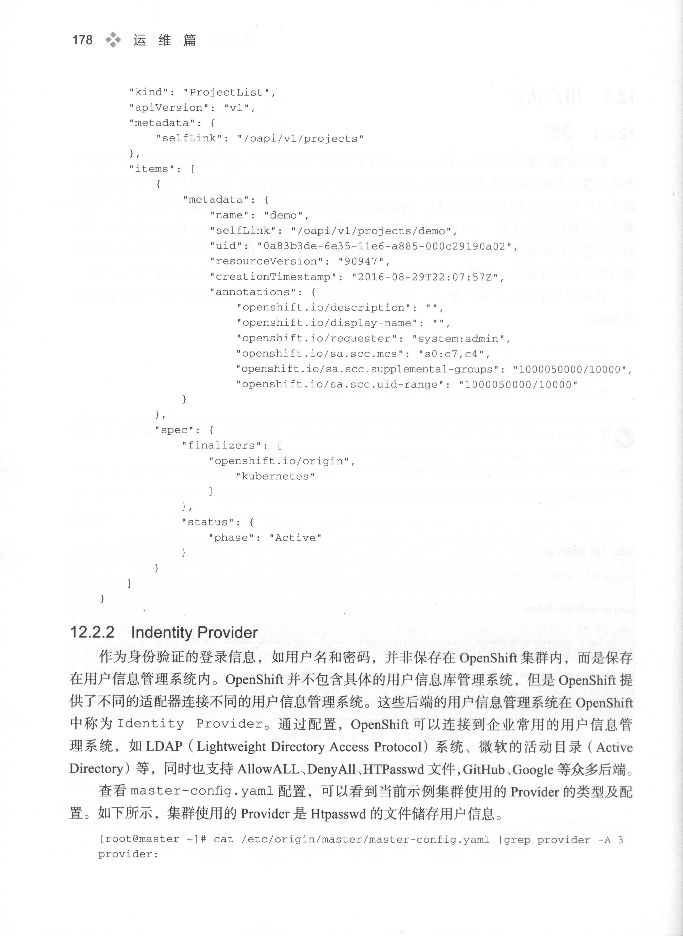 178 运维篇
"kind": "ProjectList",
"apiVersion": "v1",
"metadata": {
"selfLink": "/oapi/v1/projects"
},
"items": [
{
"metadata": {
"name": "demo",
"selfLink": "/oapi/v1/projects/demo",
"uid": "0a83b3de-6e35-11e6-a885-000c29190a02",
"resourceVersion": "90947",
"creationTimestamp": "2016-08-29T22:07:57Z",
"annotations": {
"openshift.io/description": "",
"openshift.io/display-name": "",
"openshift.io/requester": "system:admin",
"openshift.io/sa.scc.mcs": "s0:c7,c4",
"openshift.io/sa.scc.supplemental-groups": "1000050000/10000",
"openshift.io/sa.scc.uid-range": "1000050000/10000"
}
},
"spec": {
"finalizers": [
"openshift.io/origin",
"kubernetes"
]
},
"status": {
"phase": "Active"
}
}
]
}
12.2.2 Indentity Provider
作为身份验证的登录信息，如用户名和密码，并非保存在 OpenShift 集群内，而是保存
在用户信息管理系统内。OpenShift 并不包含具体的用户信息库管理系统，但是 OpenShift 提
供了不同的适配器连接不同的用户信息管理系统。这些后端的用户信息管理系统在 OpenShift
中称为 Identity Provider。通过配置，OpenShift 可以连接到企业常用的用户信息管
理系统，如 LDAP（Lightweight Directory Access Protocol）系统、微软的活动目录（Active
Directory）等，同时也支持 AllowALL、DenyAll、HTPasswd 文件，GitHub、Google 等众多后端。
查看 master-config.yaml 配置，可以看到当前示例集群使用的 Provider 的类型及配
置。如下所示，集群使用的 Provider 是 Htpasswd 的文件储存用户信息。
[root@master ~]# cat /etc/origin/master/master-config.yaml |grep provider -A 3
provider: